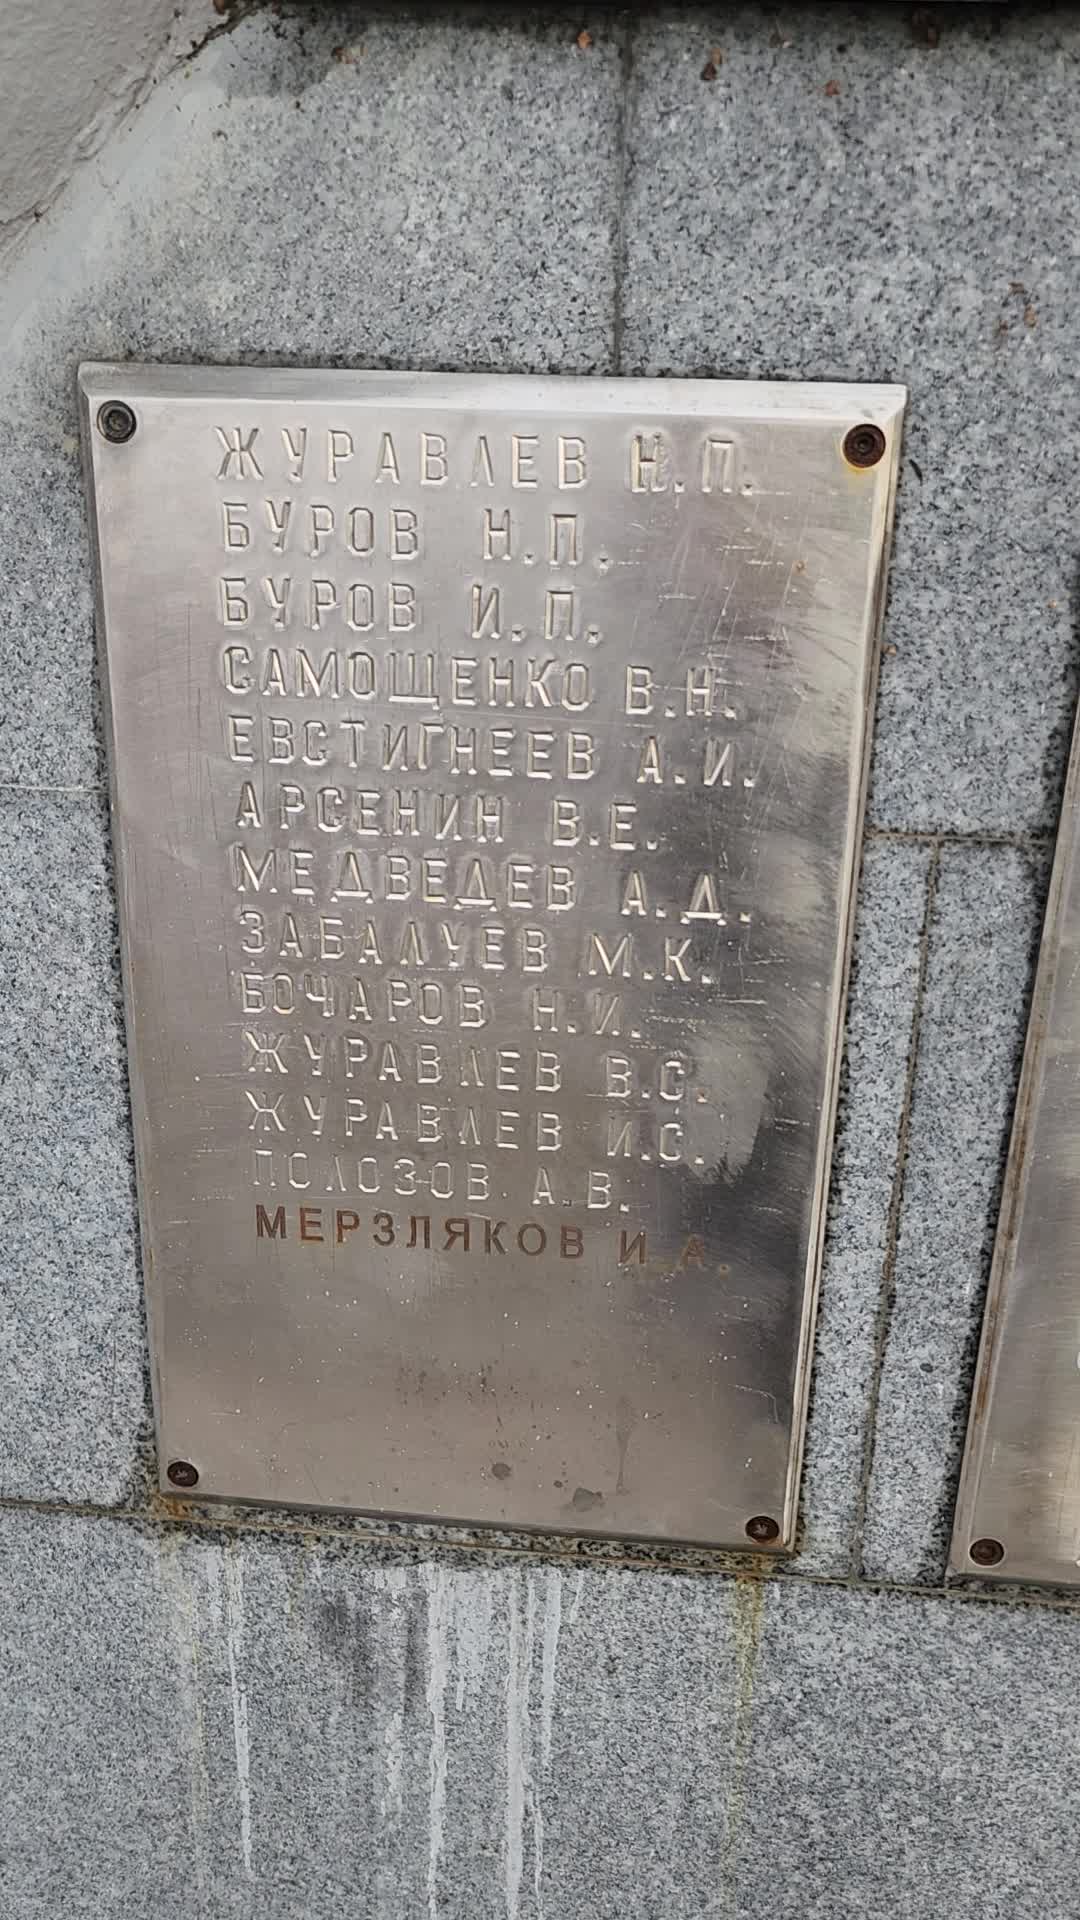 ЖУРАВЛЕВ Н.П.
БУРОВ Н.П.
БУРОВ И.П.
САМОЩЕНКО В.Н.
ЕВСТИГНЕЕВ А.И.
АРСЕНИН В.Е.
МЕДВЕДЕВ А.Д.
ЗАБАЛУЕВ М.К.
БОЧАРОВ Н.И.
ЖУРАВЛЕВ В.С.
ЖУРАВЛЕВ И.С.
ПОЛОЗОВ А.В.
МЕРЗЛЯКОВ И.А.